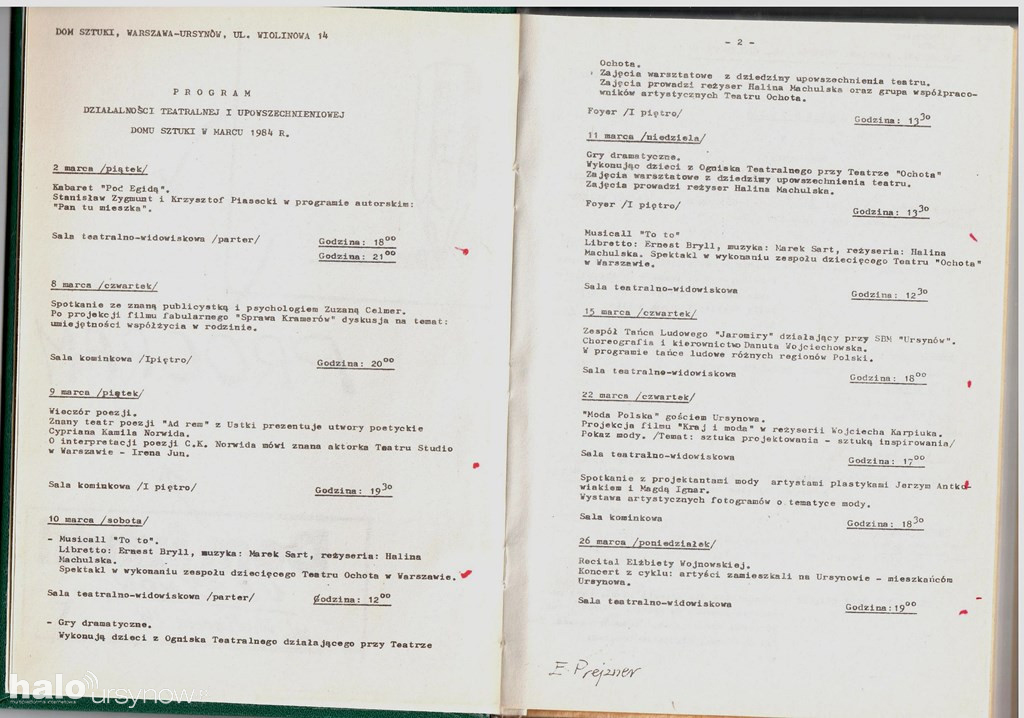 DOM SZTUKI, WARSZAWA-URSYNÓW, UL. WIOLINOWA 14
P R O G R A M
DZIAŁALNOŚCI TEATRALNEJ I UPOWSZECHNIENIOWEJ
DOMU SZTUKI W MARCU 1984 R.
2 marca /piątek/
Kabaret "Pod Egidą".
Stanisław Zygmunt i Krzysztof Piasecki w programie autorskim:
"Pan tu mieszka".
Sala teatralno-widowiskowa /parter/ Godzina: 18⁰⁰
Godzina: 21⁰⁰
8 marca /czwartek/
Spotkanie ze znaną publicystką i psychologiem Zuzaną Celmer.
Po projekcji filmu fabularnego "Sprawa Kramerów" dyskusja na temat:
umiejętności współżycia w rodzinie.
Sala kominkowa /Ipiętro/ Godzina: 20⁰⁰
9 marca /piątek/
Wieczór poezji.
Znany teatr poezji "Ad rem" z Ustki prezentuje utwory poetyckie
Cypriana Kamila Norwida.
O interpretacji poezji C.K. Norwida mówi znana aktorka Teatru Studio
w Warszawie - Irena Jun.
Sala kominkowa /I piętro/ Godzina: 19³⁰
10 marca /sobota/
- Musicall "To to".
Libretto: Ernest Bryll, muzyka: Marek Sart, reżyseria: Halina
Machulska.
Spektakl w wykonaniu zespołu dziecięcego Teatru Ochota w Warszawie.
Sala teatralno-widowiskowa /parter/ Godzina: 12⁰⁰
- Gry dramatyczne.
Wykonują dzieci z Ogniska Teatralnego działającego przy Teatrze
- 2 -
Ochota.
Zajęcia warsztatowe z dziedziny upowszechnienia teatru.
Zajęcia prowadzi reżyser Halina Machulska oraz grupa współpraco-
wników artystycznych Teatru Ochota.
Foyer /I piętro/ Godzina: 13³⁰
11 marca /niedziela/
Gry dramatyczne.
Wykonując dzieci z Ogniska Teatralnego przy Teatrze "Ochota"
Zajęcia warsztatowe z dziedziny upowszechnienia teatru.
Zajęcia prowadzi reżyser Halina Machulska.
Foyer /I piętro/ Godzina: 13³⁰
Musicall "To to"
Libretto: Ernest Bryll, muzyka: Marek Sart, reżyseria: Halina
Machulska. Spektakl w wykonaniu zespołu dziecięcego Teatru "Ochota"
w Warszawie.
Sala teatralno-widowiskowa Godzina: 12³⁰
15 marca /czwartek/
Zespół Tańca Ludowego "Jaromiry" działający przy SBM "Ursynów".
Choreografia i kierownictwo Danuta Wojciechowska.
W programie tańce ludowe różnych regionów Polski.
Sala teatralno-widowiskowa Godzina: 18⁰⁰
22 marca /czwartek/
"Moda Polska" gościem Ursynowa.
Projekcja filmu "Kraj i moda" w reżyserii Wojciecha Karpiuka.
Pokaz mody. /Temat: sztuka projektowania - sztuką inspirowania/
Sala teatralno-widowiskowa Godzina: 17⁰⁰
Spotkanie z projektantami mody artystami plastykami Jerzym Antko-
wiakiem i Magdą Ignar.
Wystawa artystycznych fotogramów o tematyce mody.
Sala kominkowa Godzina: 18³⁰
26 marca /poniedziałek/
Recital Elżbiety Wojnowskiej.
Koncert z cyklu: artyści zamieszkali na Ursynowie - mieszkańcom
Ursynowa.
Sala teatralno-widowiskowa Godzina: 19⁰⁰
E. Prejzner
halo ursynow